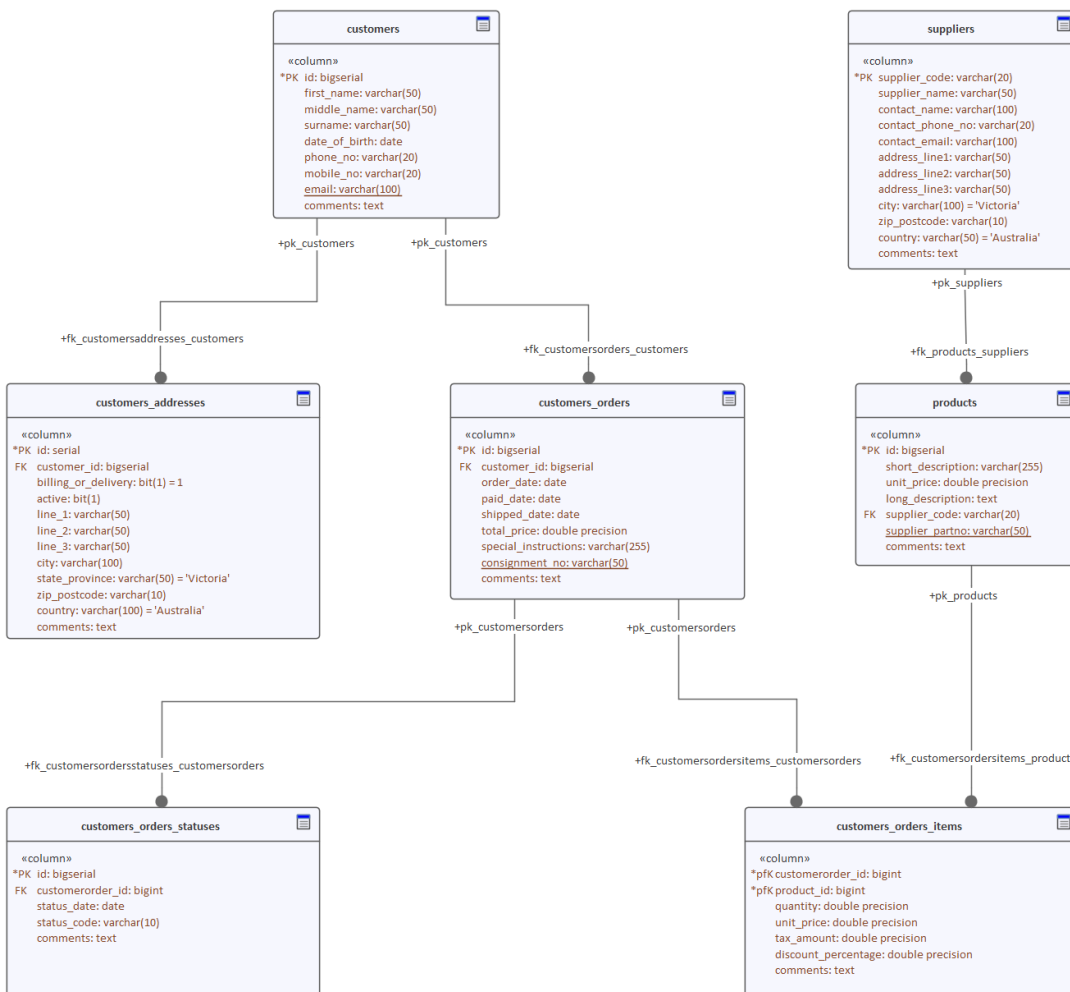 customers
«column»
*PK id: bigserial
first_name: varchar(50)
middle_name: varchar(50)
surname: varchar(50)
date_of_birth: date
phone_no: varchar(20)
mobile_no: varchar(20)
email: varchar(100)
comments: text
suppliers
«column»
*PK supplier_code: varchar(20)
supplier_name: varchar(50)
contact_name: varchar(100)
contact_phone_no: varchar(20)
contact_email: varchar(100)
address_line1: varchar(50)
address_line2: varchar(50)
address_line3: varchar(50)
city: varchar(100) = 'Victoria'
zip_postcode: varchar(10)
country: varchar(50) = 'Australia'
comments: text
+pk_customers
+pk_customers
+pk_suppliers
+fk_customersaddresses_customers
+fk_customersorders_customers
+fk_products_suppliers
customers_addresses
«column»
*PK id: serial
FK customer_id: bigserial
billing_or_delivery: bit(1) = 1
active: bit(1)
line_1: varchar(50)
line_2: varchar(50)
line_3: varchar(50)
city: varchar(100)
state_province: varchar(50) = 'Victoria'
zip_postcode: varchar(10)
country: varchar(100) = 'Australia'
comments: text
customers_orders
«column»
*PK id: bigserial
FK customer_id: bigserial
order_date: date
paid_date: date
shipped_date: date
total_price: double precision
special_instructions: varchar(255)
consignment_no: varchar(50)
comments: text
products
«column»
*PK id: bigserial
short_description: varchar(255)
unit_price: double precision
long_description: text
FK supplier_code: varchar(20)
supplier_partno: varchar(50)
comments: text
+pk_products
+pk_customersorders
+pk_customersorders
+fk_customersordersstatuses_customersorders
+fk_customersordersitems_customersorders
+fk_customersordersitems_product
customers_orders_statuses
«column»
*PK id: bigserial
FK customerorder_id: bigint
status_date: date
status_code: varchar(10)
comments: text
customers_orders_items
«column»
*pfK customerorder_id: bigint
*pfK product_id: bigint
quantity: double precision
unit_price: double precision
tax_amount: double precision
discount_percentage: double precision
comments: text